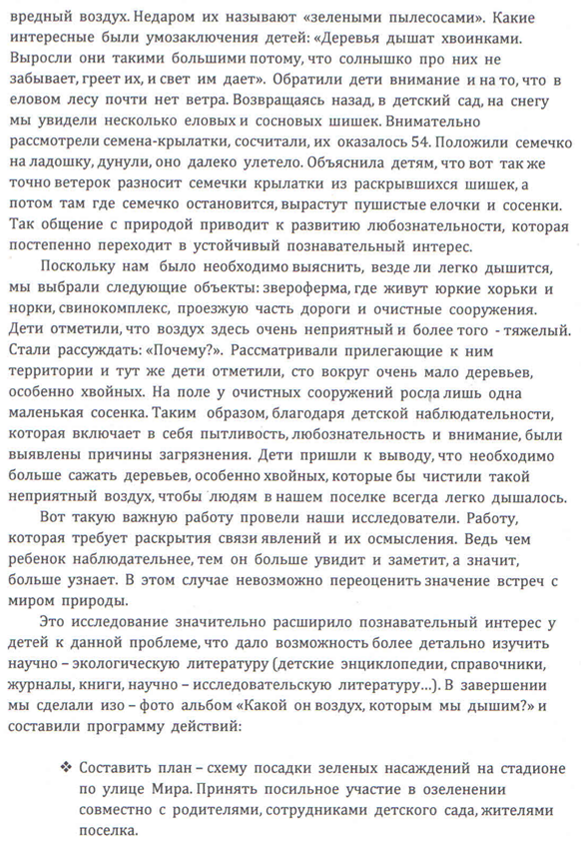 вредный воздух. Недаром их называют «зелеными пылесосами». Какие
интересные были умозаключения детей: «Деревья дышат хвоинками.
Выросли они такими большими потому, что солнышко про них не
забывает, греет их, и свет им дает». Обратили дети внимание и на то, что в
еловом лесу почти нет ветра. Возвращаясь назад, в детский сад, на снегу
мы увидели несколько еловых и сосновых шишек. Внимательно
рассмотрели семена-крылатки, сосчитали, их оказалось 54. Положили семечко
на ладошку, дунули, оно далеко улетело. Объяснила детям, что вот так же
точно ветерок разносит семечки крылатки из раскрывшихся шишек, а
потом там где семечко остановится, вырастут пушистые елочки и сосенки.
Так общение с природой приводит к развитию любознательности, которая
постепенно переходит в устойчивый познавательный интерес.
Поскольку нам было необходимо выяснить, везде ли легко дышится,
мы выбрали следующие объекты: звероферма, где живут юркие хорьки и
норки, свинокомплекс, проезжую часть дороги и очистные сооружения.
Дети отметили, что воздух здесь очень неприятный и более того - тяжелый.
Стали рассуждать: «Почему?». Рассматривали прилегающие к ним
территории и тут же дети отметили, сто вокруг очень мало деревьев,
особенно хвойных. На поле у очистных сооружений росла лишь одна
маленькая сосенка. Таким образом, благодаря детской наблюдательности,
которая включает в себя пытливость, любознательность и внимание, были
выявлены причины загрязнения. Дети пришли к выводу, что необходимо
больше сажать деревьев, особенно хвойных, которые бы чистили такой
неприятный воздух, чтобы людям в нашем поселке всегда легко дышалось.
Вот такую важную работу провели наши исследователи. Работу,
которая требует раскрытия связи явлений и их осмысления. Ведь чем
ребенок наблюдательнее, тем он больше увидит и заметит, а значит,
больше узнает. В этом случае невозможно переоценить значение встреч с
миром природы.
Это исследование значительно расширило познавательный интерес у
детей к данной проблеме, что дало возможность более детально изучить
научно – экологическую литературу (детские энциклопедии, справочники,
журналы, книги, научно – исследовательскую литературу...). В завершении
мы сделали изо – фото альбом «Какой он воздух, которым мы дышим?» и
составили программу действий:
❖ Составить план – схему посадки зеленых насаждений на стадионе
по улице Мира. Принять посильное участие в озеленении
совместно с родителями, сотрудниками детского сада, жителями
поселка.